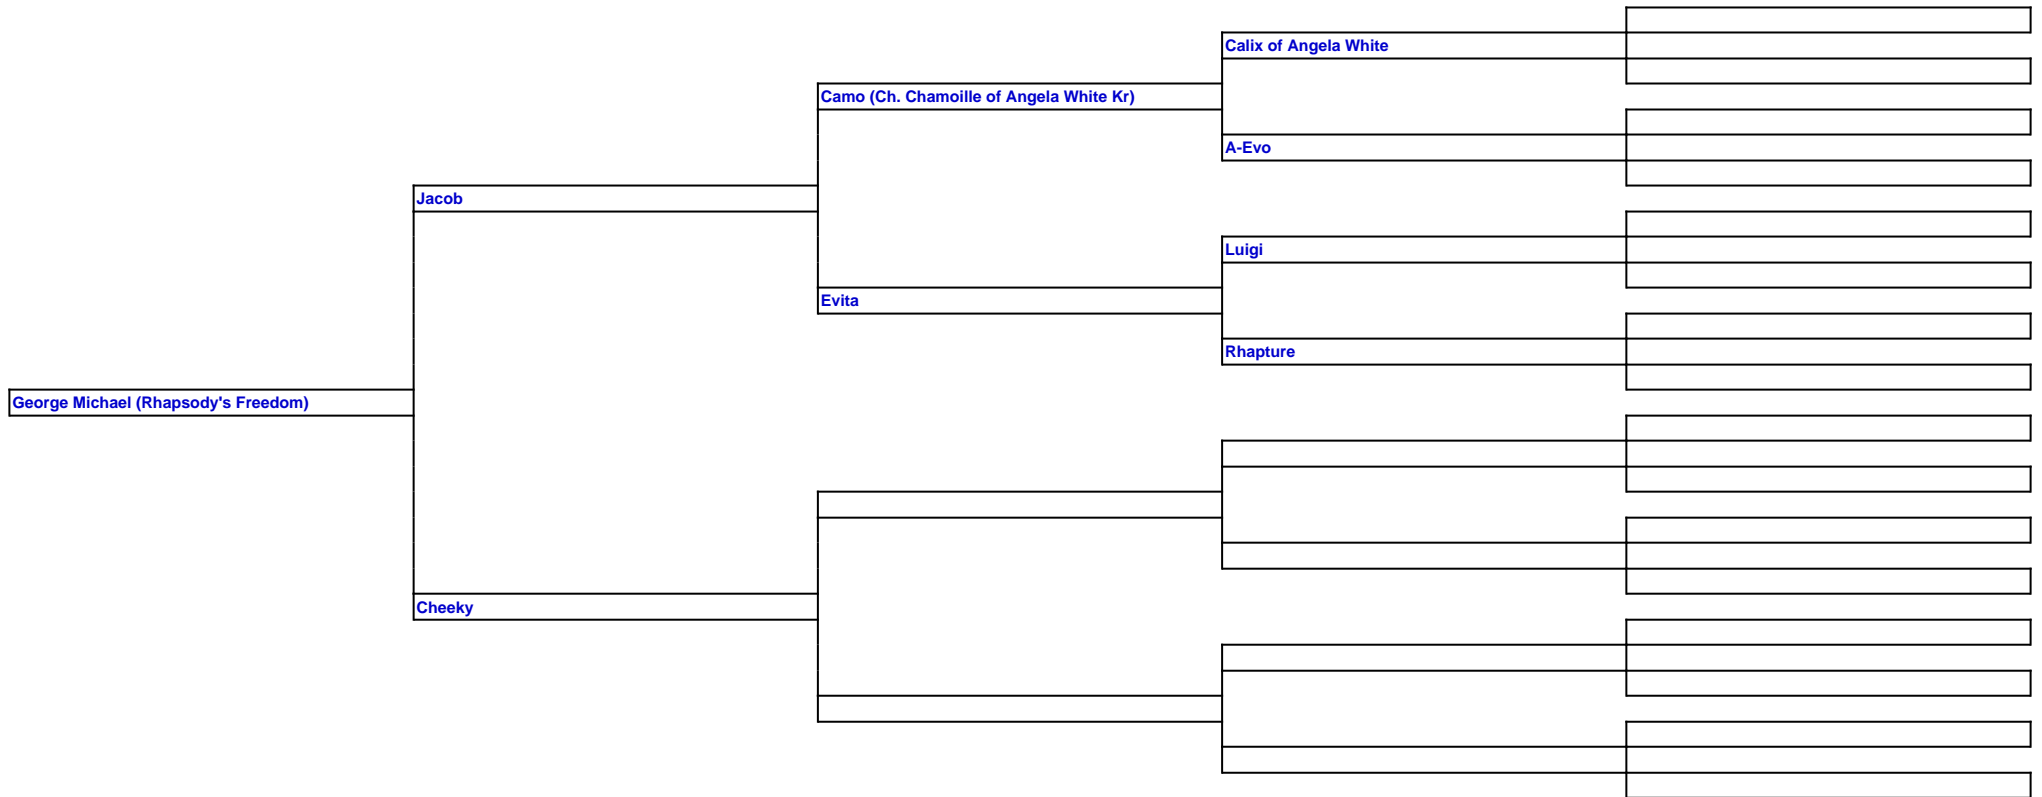 Calix of Angela White
Camo (Ch. Chamoille of Angela White Kr)
A-Evo
Jacob
Luigi
Evita
Rhapture
George Michael (Rhapsody's Freedom)
Cheeky